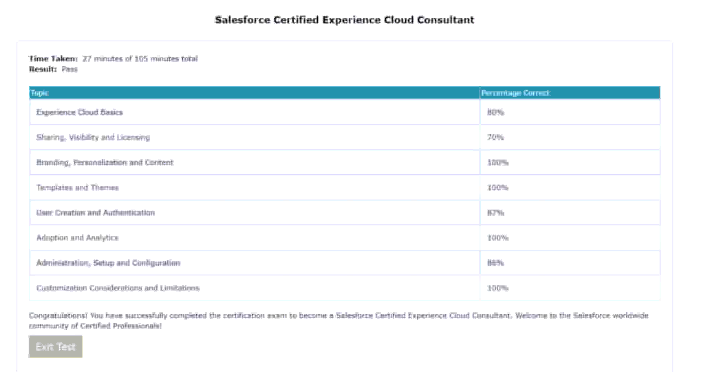 Salesforce Certified Experience Cloud Consultant
Time Taken: 27 minutes of 105 minutes total
Result: Pass
Topic Percentage Correct
Experience Cloud Basics 80%
Sharing, Visibility and Licensing 70%
Branding, Personalization and Content 100%
Templates and Themes 100%
User Creation and Authentication 87%
Adoption and Analytics 100%
Administration, Setup and Configuration 86%
Customization Considerations and Limitations 100%
Congratulations! You have successfully completed the certification exam to become a Salesforce Certified Experience Cloud Consultant. Welcome to the Salesforce worldwide
community of Certified Professionals!
Exit Test